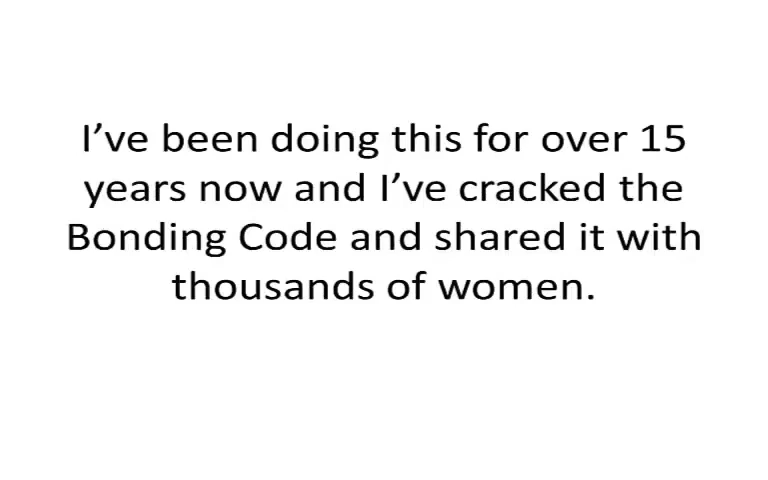 I’ve been doing this for over 15
years now and I’ve cracked the
Bonding Code and shared it with
thousands of women.